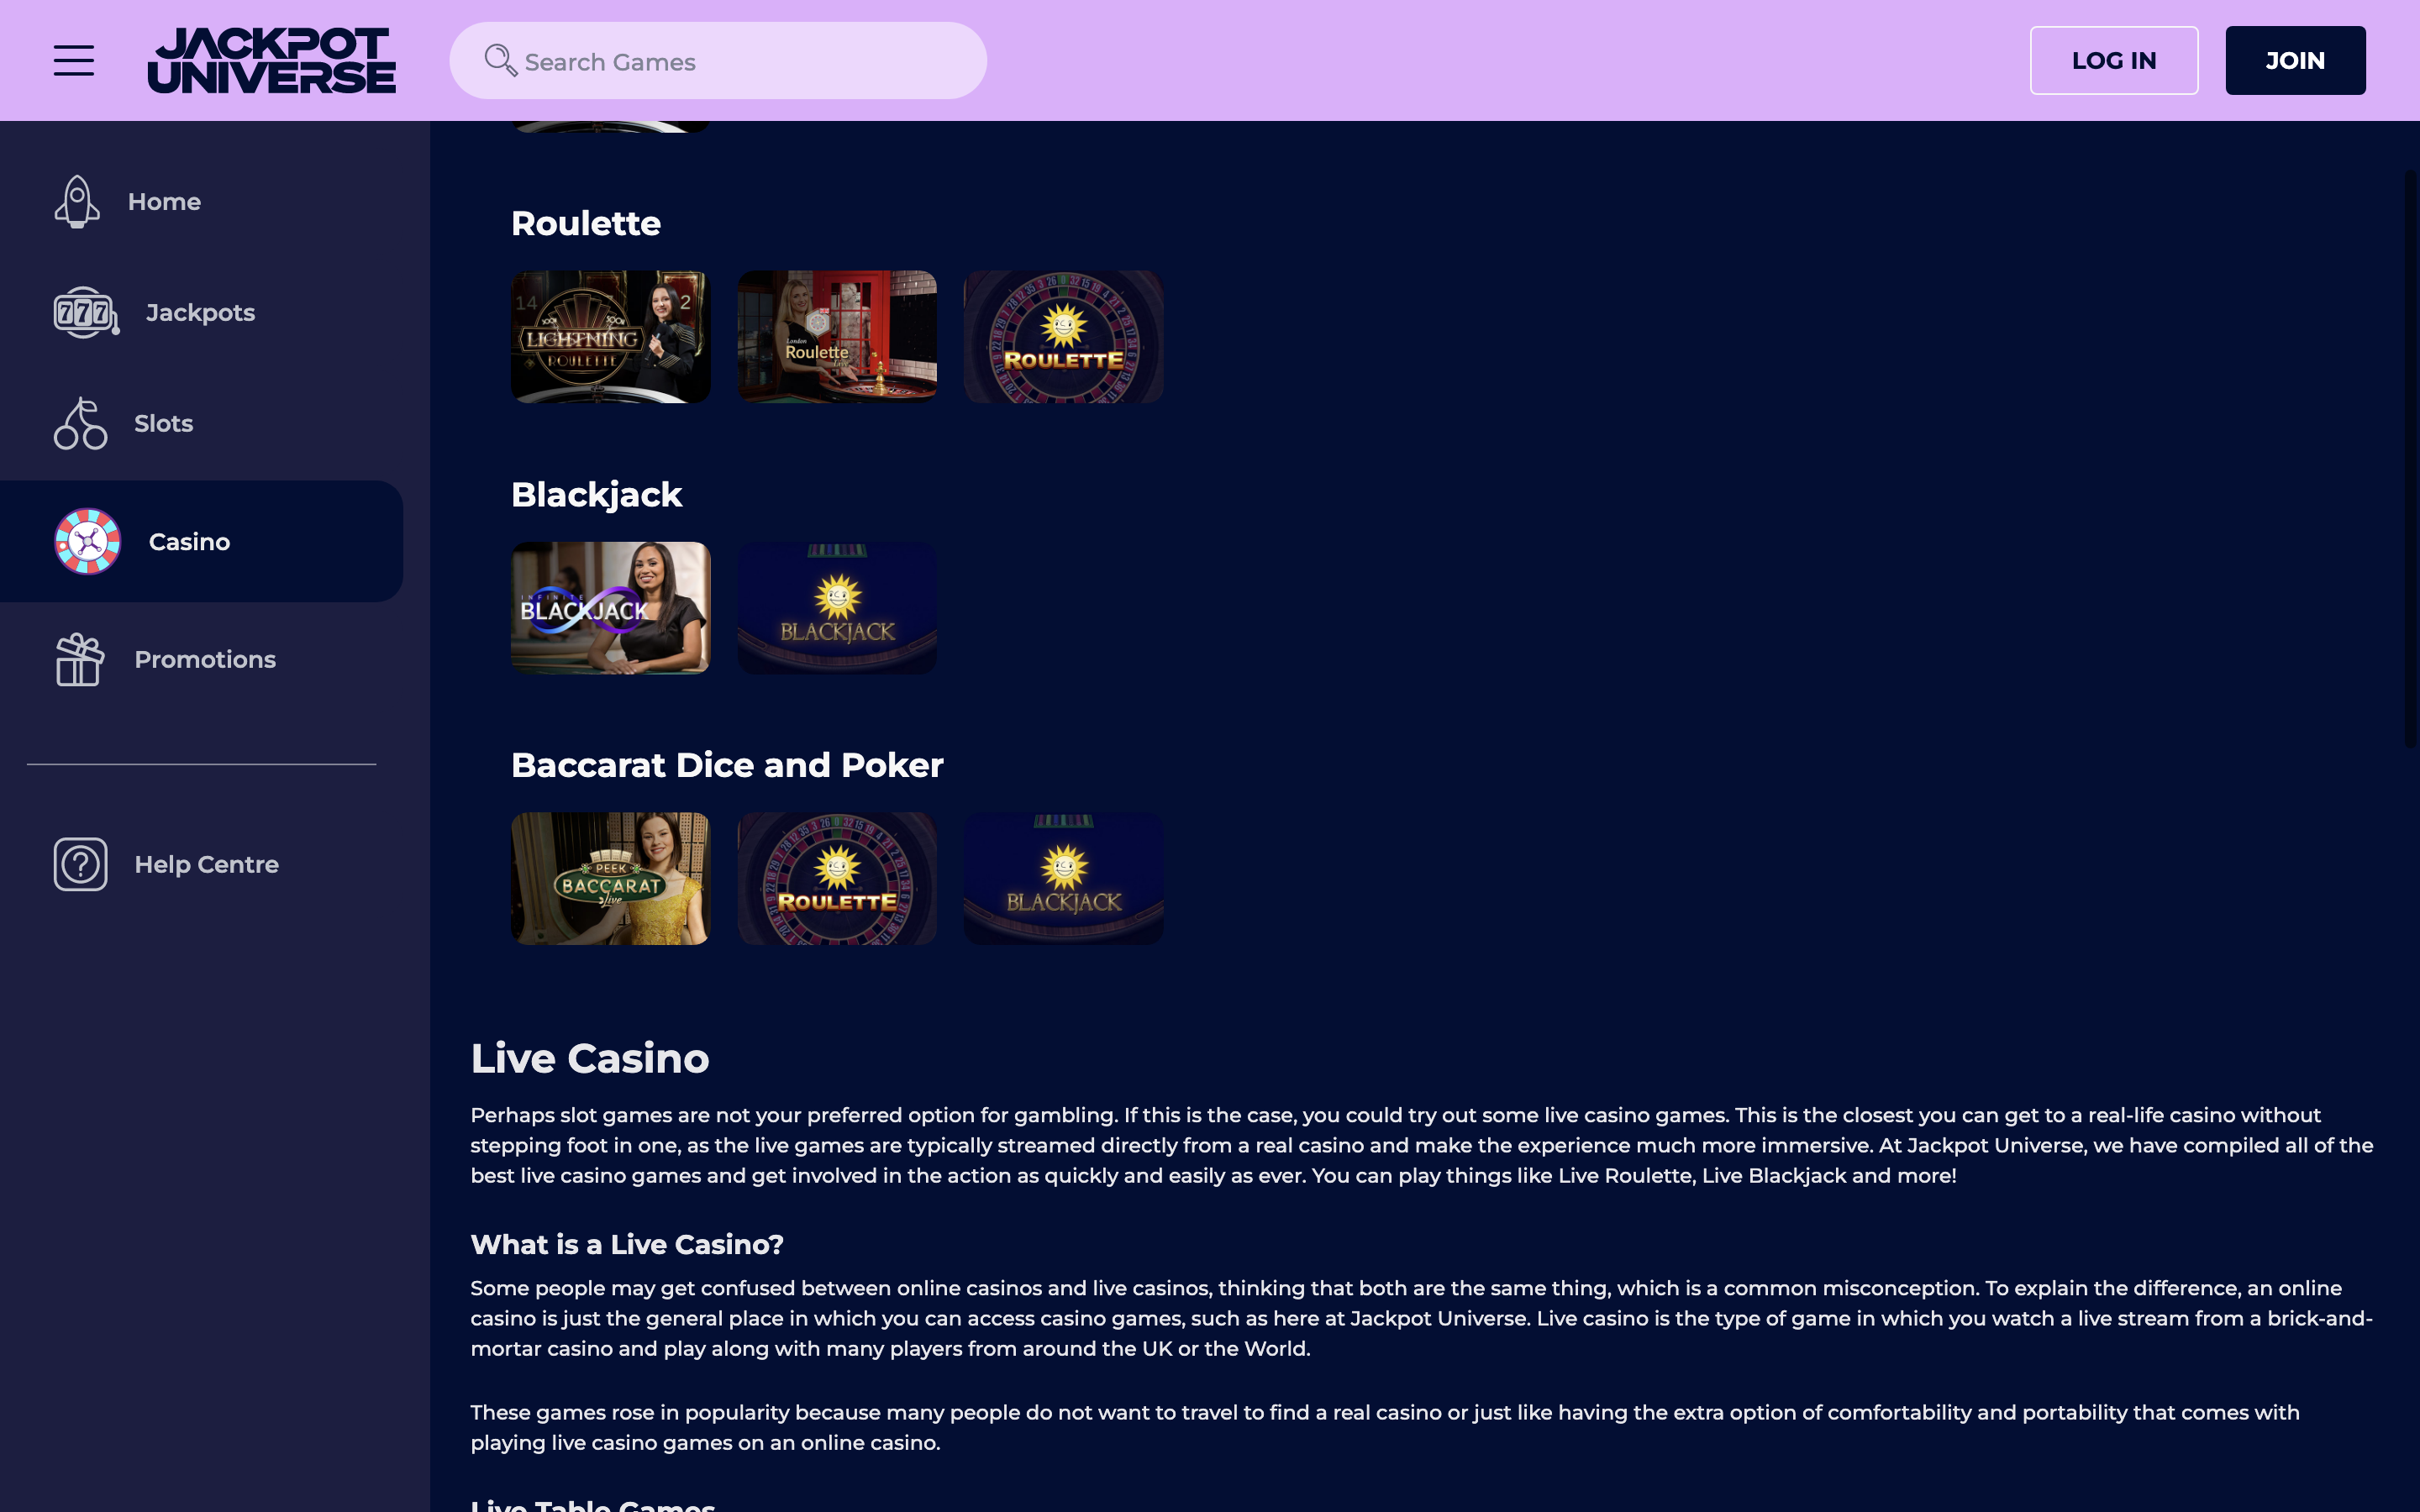 JACKPOT
UNIVERSE
Search Games
LOG IN
JOIN
Home
Jackpots
Slots
Casino
Promotions
Help Centre
Roulette
14
2
LIGHTNING
ROULETTE
London
Roulette
Live
ROULETTE
Blackjack
INFINITE
BLACKJACK
BLACKJACK
Baccarat Dice and Poker
PEEK
BACCARAT
Live
ROULETTE
BLACKJACK
Live Casino
Perhaps slot games are not your preferred option for gambling. If this is the case, you could try out some live casino games. This is the closest you can get to a real-life casino without
stepping foot in one, as the live games are typically streamed directly from a real casino and make the experience much more immersive. At Jackpot Universe, we have compiled all of the
best live casino games and get involved in the action as quickly and easily as ever. You can play things like Live Roulette, Live Blackjack and more!
What is a Live Casino?
Some people may get confused between online casinos and live casinos, thinking that both are the same thing, which is a common misconception. To explain the difference, an online
casino is just the general place in which you can access casino games, such as here at Jackpot Universe. Live casino is the type of game in which you watch a live stream from a brick-and-
mortar casino and play along with many players from around the UK or the World.
These games rose in popularity because many people do not want to travel to find a real casino or just like having the extra option of comfortability and portability that comes with
playing live casino games on an online casino.
Live Table Games